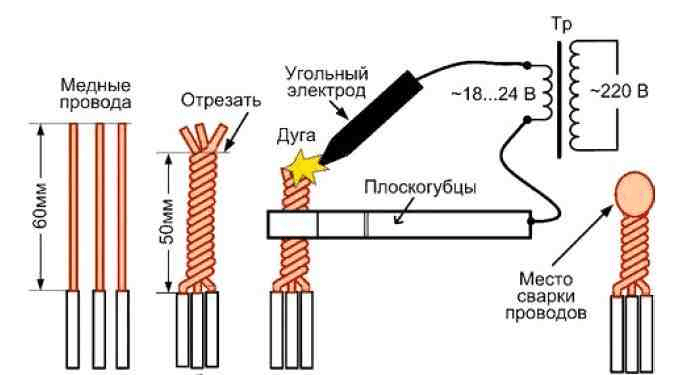 Медные
провода
60мм
Отрезать
50мм
Дуга
Угольный
электрод
Тр
~18...24 В
~220 В
Плоскогубцы
Место
сварки
проводов